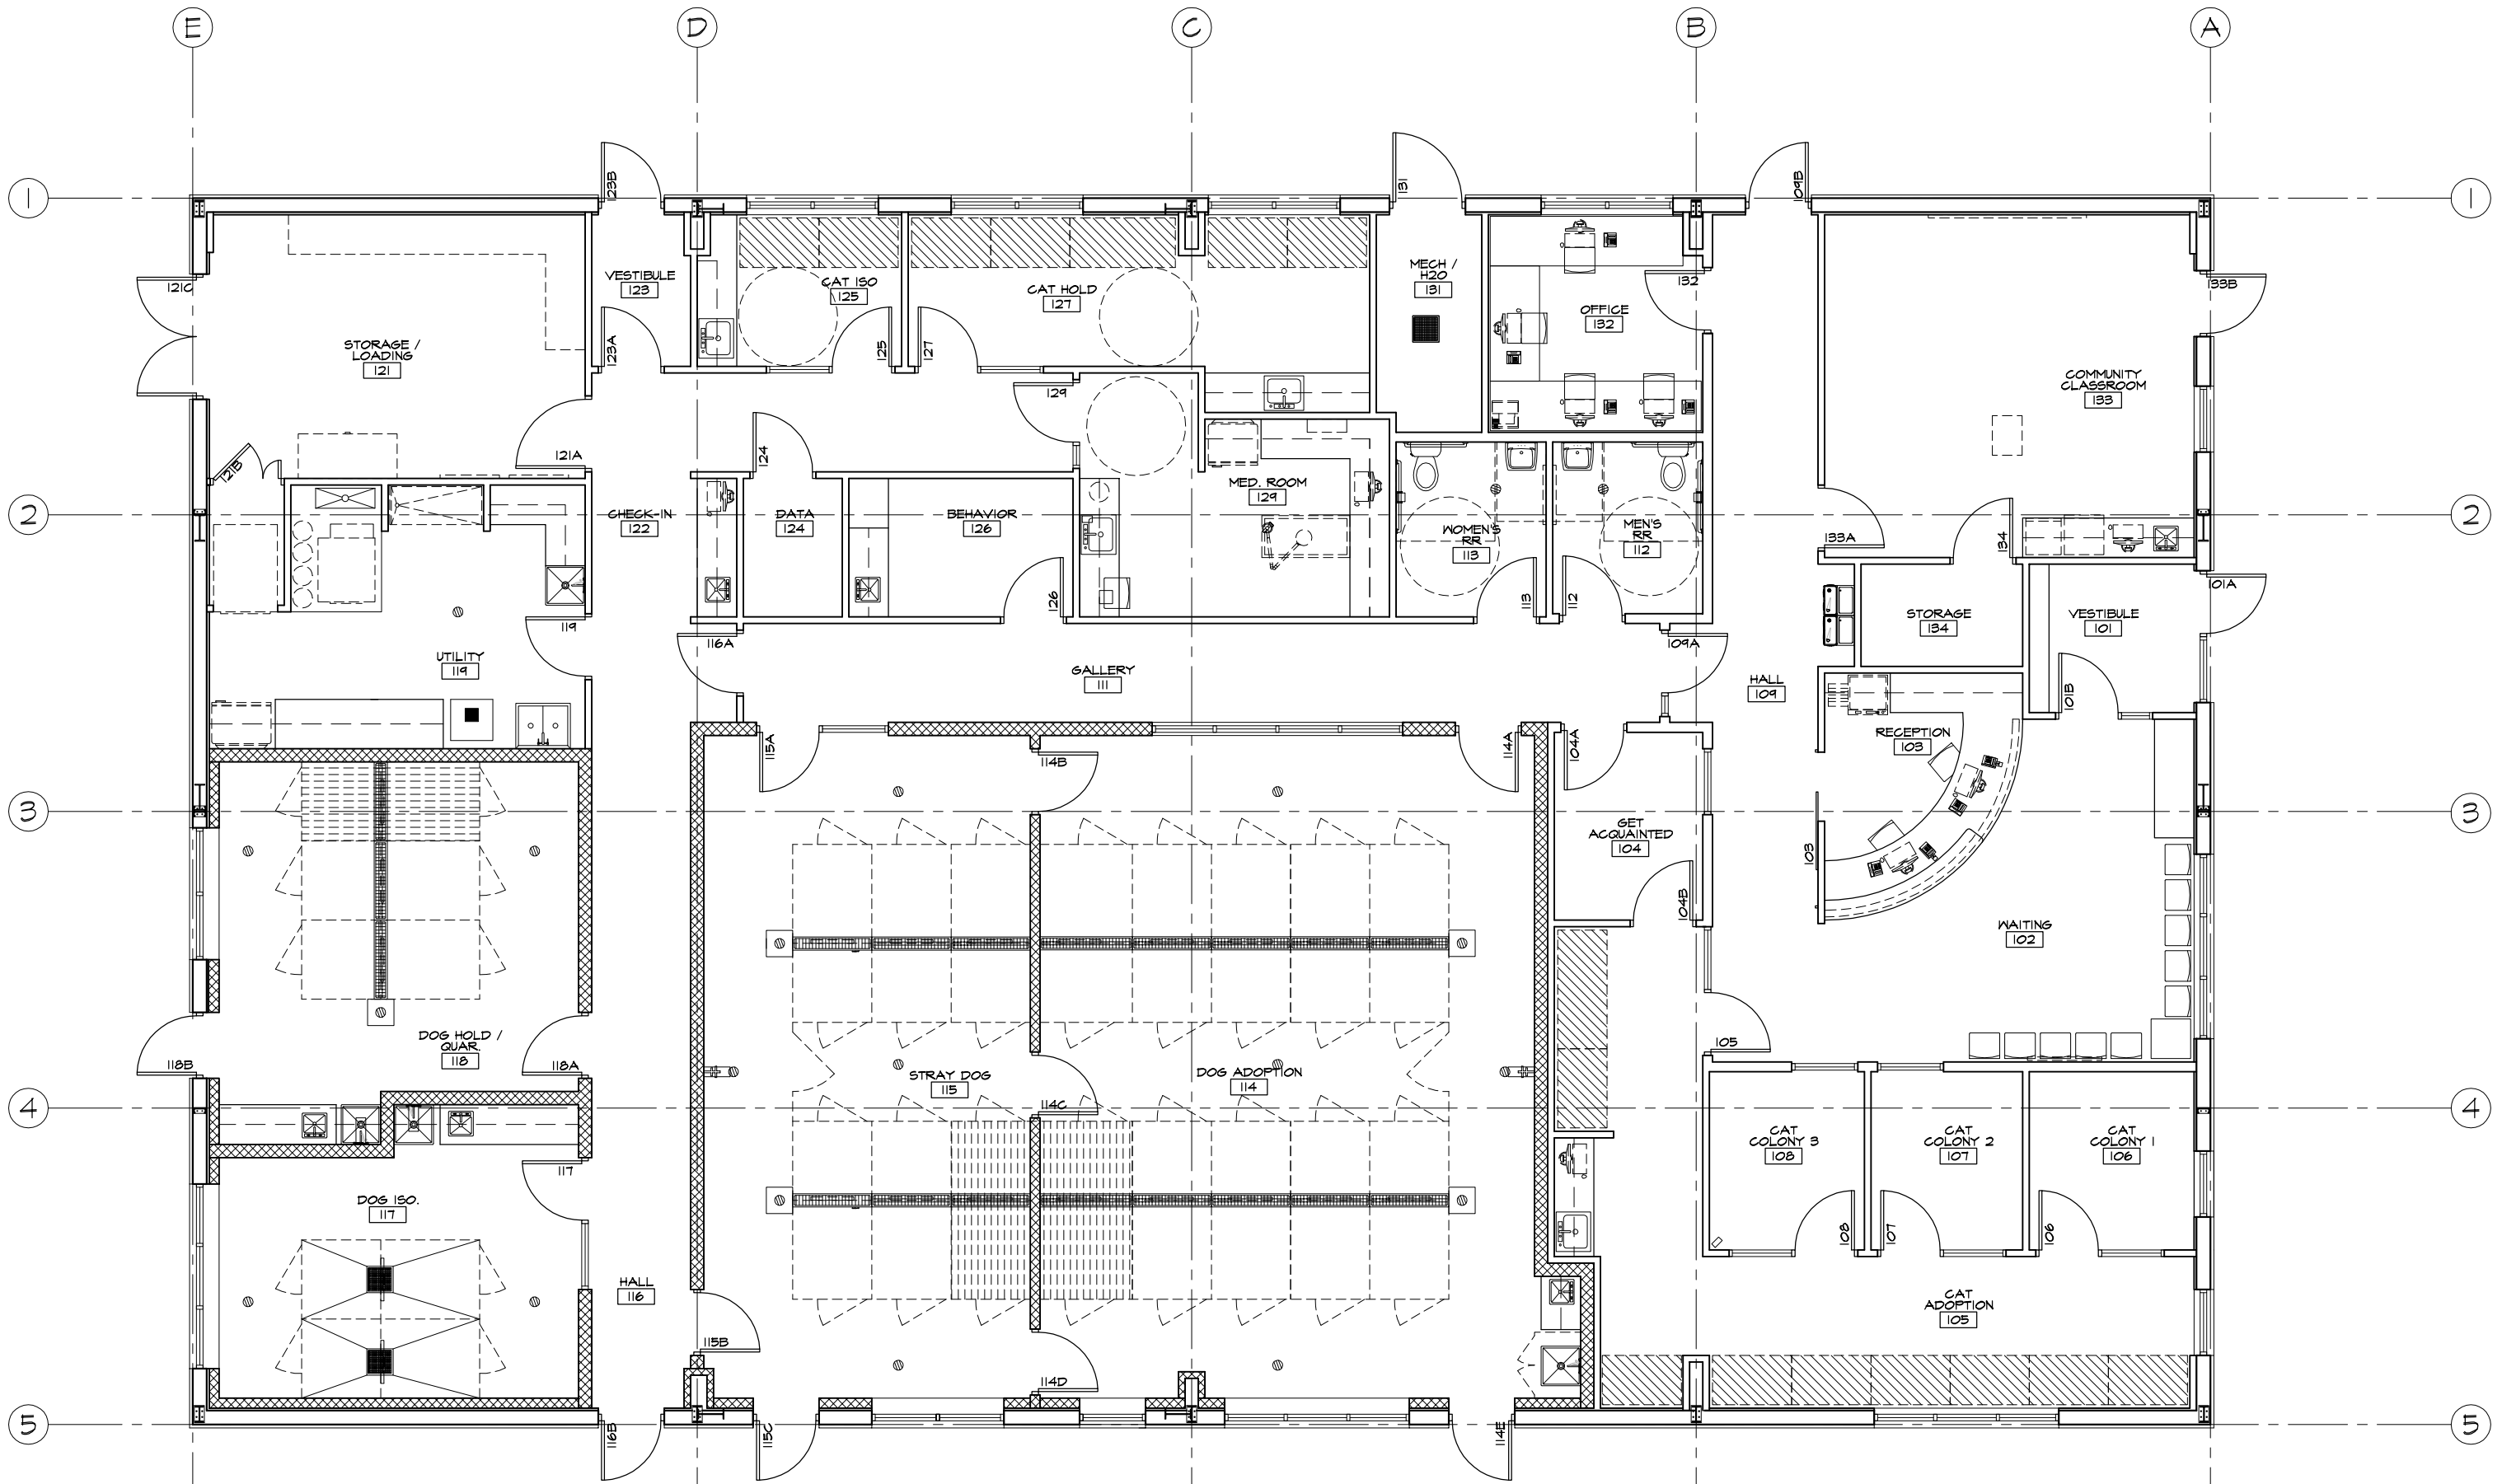 E D C B A
123B 131 109B
1 1
VESTIBULE
123
CAT ISO
125
CAT HOLD
127
MECH /
H2O
131
132
121C
133B
OFFICE
132
STORAGE /
LOADING
121
123A
125
127
COMMUNITY
CLASSROOM
133
129
121B
121A
124
MED. ROOM
129
2 2
CHECK-IN
122
DATA
124
BEHAVIOR
126
WOMEN'S
RR
113
MEN'S
RR
112
133A
134
101A
119
126
113
112
STORAGE
134
VESTIBULE
101
116A
109A
UTILITY
119
GALLERY
111
HALL
109
101B
115A
114B
114A
104A
RECEPTION
103
3 3
GET
ACQUAINTED
104
103
104B
WAITING
102
DOG HOLD /
QUAR.
118
118B
118A
105
STRAY DOG
115
DOG ADOPTION
114
4 4
114C
CAT
COLONY 3
108
CAT
COLONY 2
107
CAT
COLONY 1
106
117
DOG ISO.
117
108
107
106
HALL
116
CAT
ADOPTION
105
115B
114D
5 5
116B
115C
114E